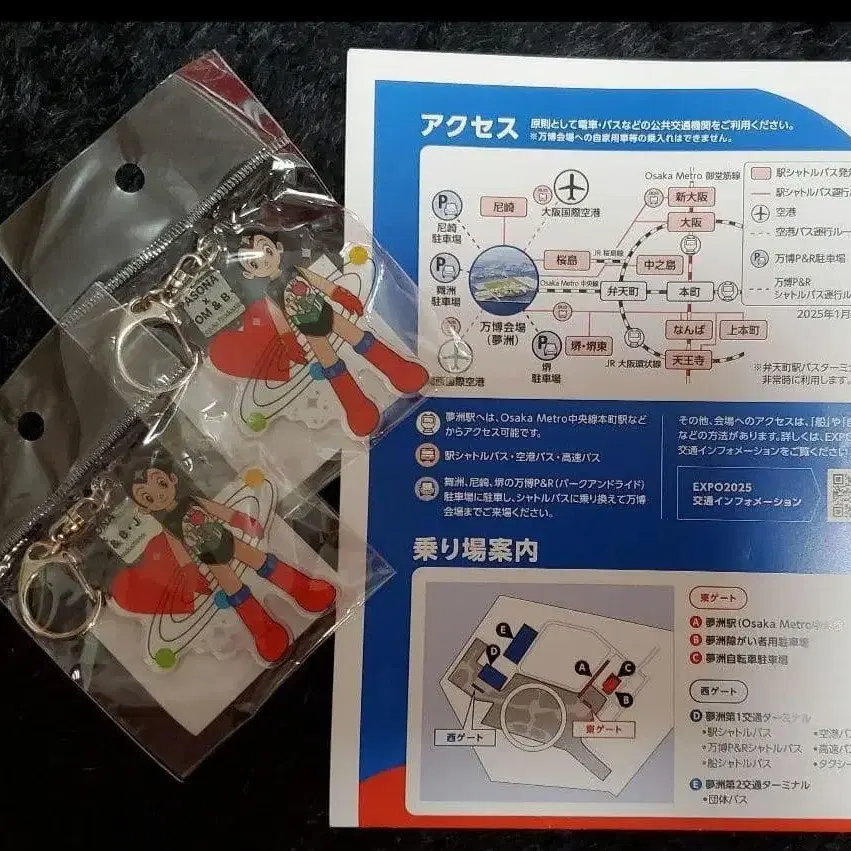 ASONA
×
OM & B
& B・J
アクセス
原則として電車・バスなどの公共交通機関をご利用ください。
※万博会場への自家用車等の乗入れはできません。
Osaka Metro 御堂筋線
新大阪
大阪
大阪国際空港
尼崎
P
尼崎
駐車場
P
舞洲
駐車場
桜島
JR 桜島線
中之島
Osaka Metro 中央線
弁天町
本町
万博会場
(夢洲)
P
堺
駐車場
堺・堺東
なんば
上本町
天王寺
JR 大阪環状線
国際空港
駅シャトルバス発
駅シャトルバス運行
空港
空港バス運行ルー
P
万博P&R駐車場
万博P&R
シャトルバス運行ル
2025年1月
※弁天町駅バスターミ
非常時に利用します。
夢洲駅へは、Osaka Metro中央線本町駅など
からアクセス可能です。
駅シャトルバス・空港バス・高速バス
舞洲、尼崎、堺の万博P&R(パークアンドライド)
駐車場に駐車し、シャトルバスに乗り換えて万博
会場までご来場ください。
その他、会場へのアクセスは、「船」や「
などの方法があります。詳しくは、EXP
交通インフォメーションをご覧ください
EXPO2025
交通インフォメーション
乗り場案内
E
D
A
C
B
西ゲート
東ゲート
東ゲート
A 夢洲駅(Osaka Metro
B 夢洲障がい者用駐車場
C 夢洲自転車駐車場
西ゲート
D 夢洲第1交通ターミナル
・駅シャトルバス
・空港バ
・万博P&Rシャトルバス
・高速バ
・船シャトルバス
・タクシー
E 夢洲第2交通ターミナル
・団体バス